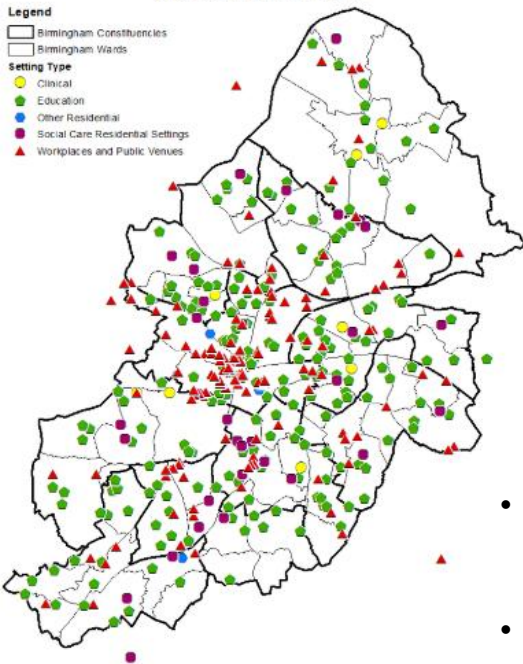 Legend
Birmingham Constituencies
Birmingham Wards
Setting Type
Clinical
Education
Other Residential
Social Care Residential Settings
Workplaces and Public Venues
•
•